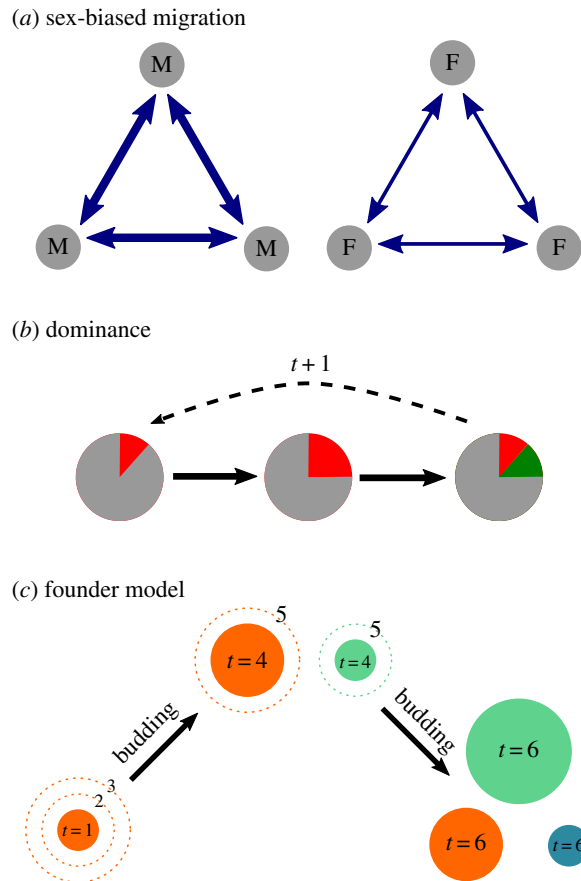 (a) sex-biased migration
M
F
M
M
F
F
(b) dominance
t + 1
(c) founder model
5
5
t = 4
t = 4
budding
budding
3
2
t = 1
t = 6
t = 6
t = 6